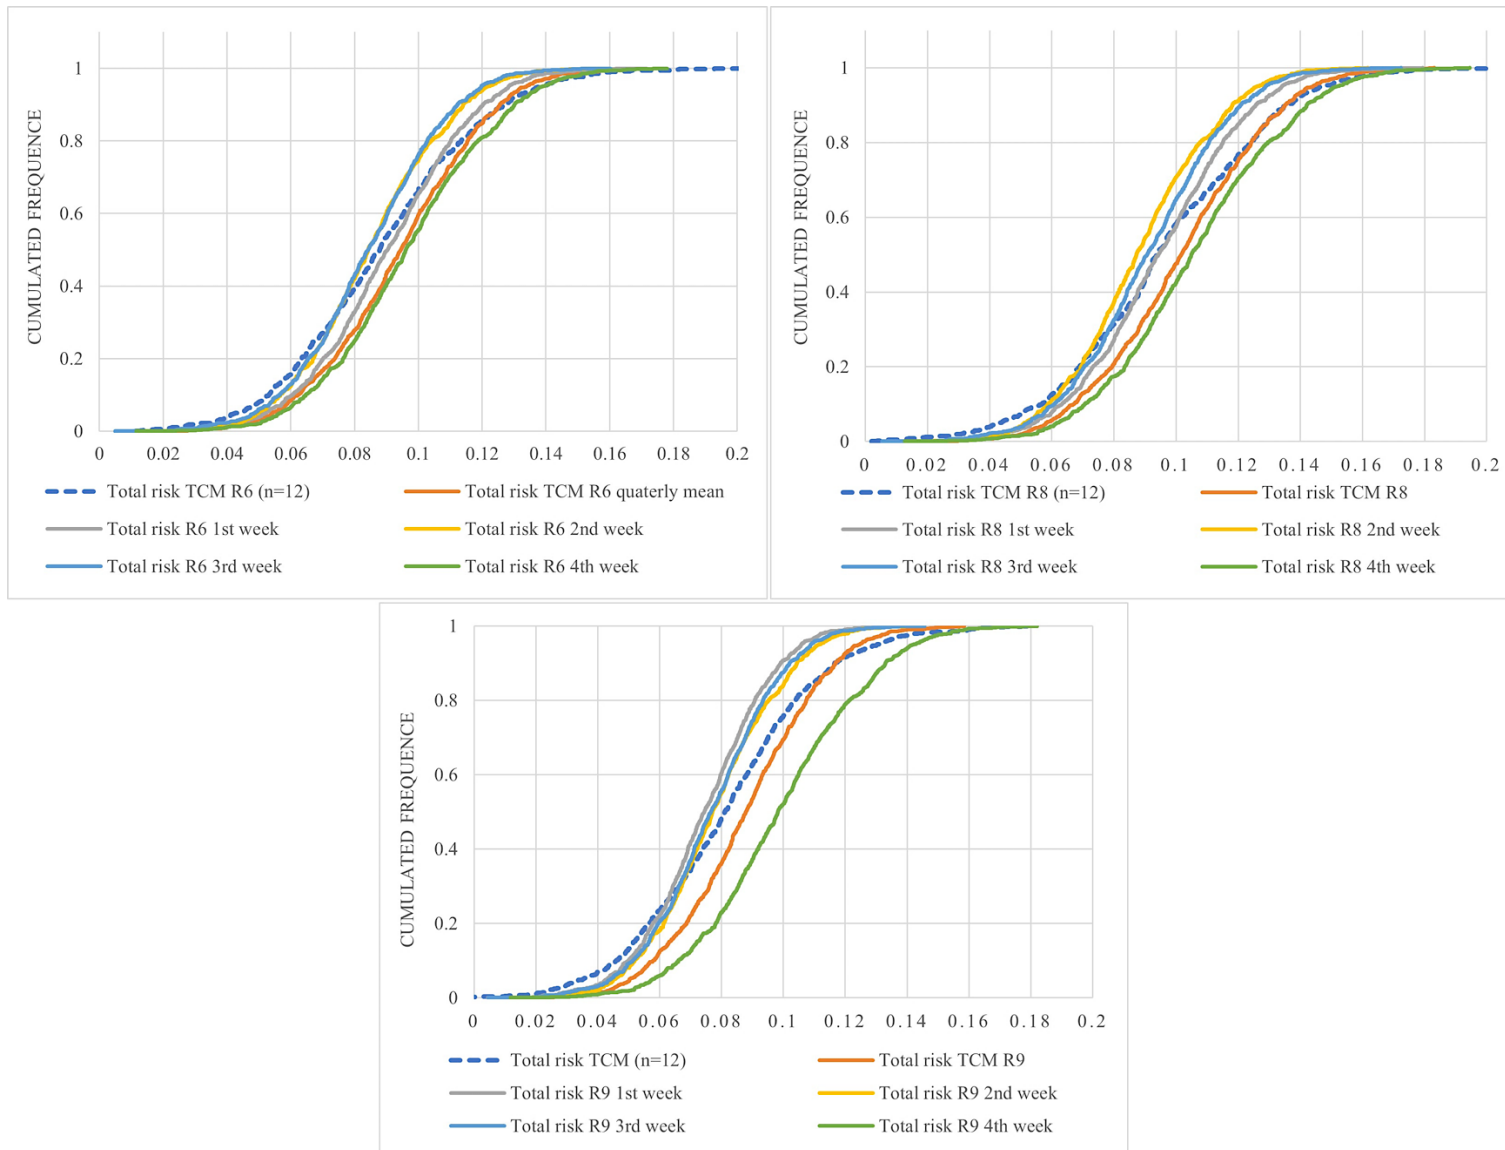 CUMULATED FREQUENCE
1
0.8
0.6
0.4
0.2
0
0 0.02 0.04 0.06 0.08 0.1 0.12 0.14 0.16 0.18 0.2
Total risk TCM R6 (n=12) Total risk TCM R6 quaterly mean
Total risk R6 1st week Total risk R6 2nd week
Total risk R6 3rd week Total risk R6 4th week
CUMULATED FREQUENCE
1
0.8
0.6
0.4
0.2
0
0 0.02 0.04 0.06 0.08 0.1 0.12 0.14 0.16 0.18 0.2
Total risk TCM R8 (n=12) Total risk TCM R8
Total risk R8 1st week Total risk R8 2nd week
Total risk R8 3rd week Total risk R8 4th week
CUMULATED FREQUENCE
1
0.8
0.6
0.4
0.2
0
0 0.02 0.04 0.06 0.08 0.1 0.12 0.14 0.16 0.18 0.2
Total risk TCM (n=12) Total risk TCM R9
Total risk R9 1st week Total risk R9 2nd week
Total risk R9 3rd week Total risk R9 4th week